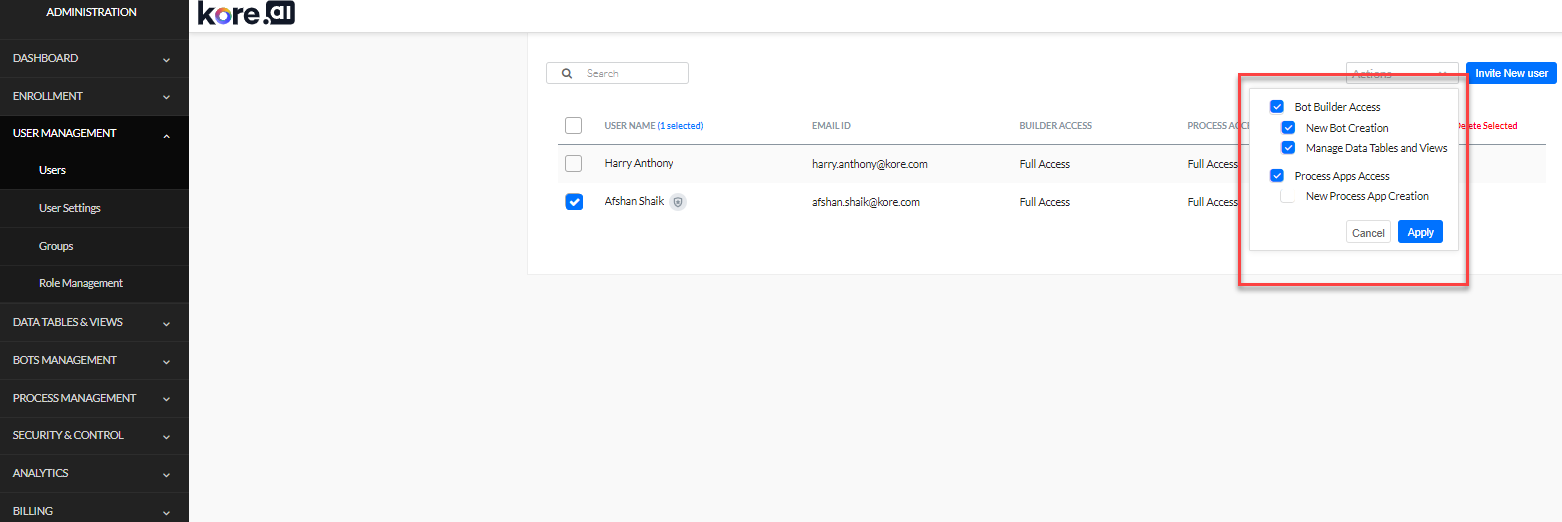 ADMINISTRATION
DASHBOARD
ENROLLMENT
USER MANAGEMENT
Users
User Settings
Groups
Role Management
DATA TABLES & VIEWS
BOTS MANAGEMENT
PROCESS MANAGEMENT
SECURITY & CONTROL
ANALYTICS
BILLING
kore.ai
Search
Actions
Invite New user
USER NAME (1 selected)
EMAIL ID
BUILDER ACCESS
PROCESS ACCE
Delete Selected
Harry Anthony
harry.anthony@kore.com
Full Access
Full Access
Afshan Shaik
afshan.shaik@kore.com
Full Access
Full Access
Bot Builder Access
New Bot Creation
Manage Data Tables and Views
Process Apps Access
New Process App Creation
Cancel
Apply